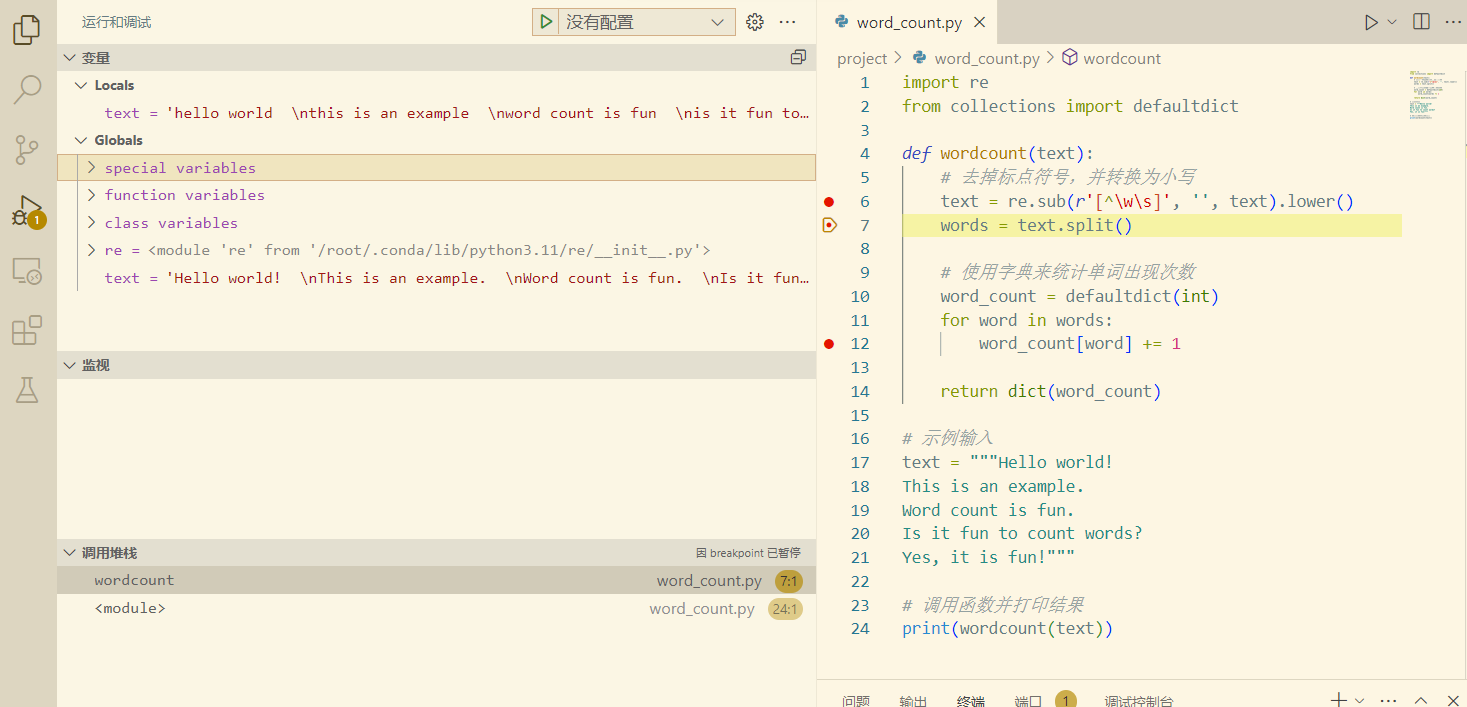 运行和调试
没有配置
变量
Locals
text = 'hello world  \nthis is an example  \nword count is fun  \nis it fun to…
Globals
special variables
function variables
class variables
re = <module 're' from '/root/.conda/lib/python3.11/re/__init__.py'>
text = 'Hello world!  \nThis is an example.  \nWord count is fun.  \nIs it fun…
监视
调用堆栈
因 breakpoint 已暂停
wordcount word_count.py 7:1
<module> word_count.py 24:1
1
word_count.py
project > word_count.py > wordcount
1 import re
2 from collections import defaultdict
3
4 def wordcount(text):
5     # 去掉标点符号，并转换为小写
6     text = re.sub(r'[^\w\s]', '', text).lower()
7     words = text.split()
8
9     # 使用字典来统计单词出现次数
10     word_count = defaultdict(int)
11     for word in words:
12         word_count[word] += 1
13
14     return dict(word_count)
15
16 # 示例输入
17 text = """Hello world!
18 This is an example.
19 Word count is fun.
20 Is it fun to count words?
21 Yes, it is fun!"""
22
23 # 调用函数并打印结果
24 print(wordcount(text))
问题 输出 终端 端口 1 调试控制台